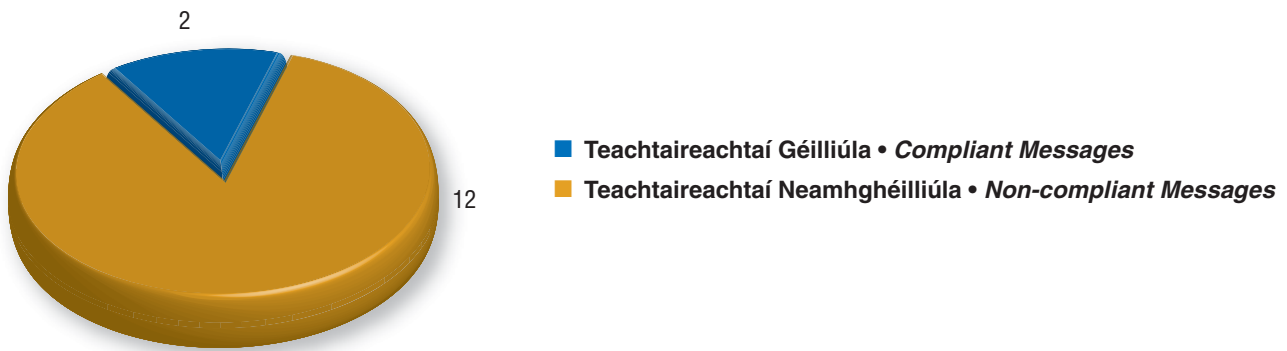 2
12
Teachtaireachtaí Géilliúla • Compliant Messages
Teachtaireachtaí Neamhghéilliúla • Non-compliant Messages